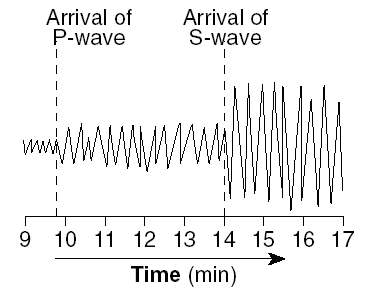 Arrival of
P-wave
Arrival of
S-wave
9 10 11 12 13 14 15 16 17
Time (min)